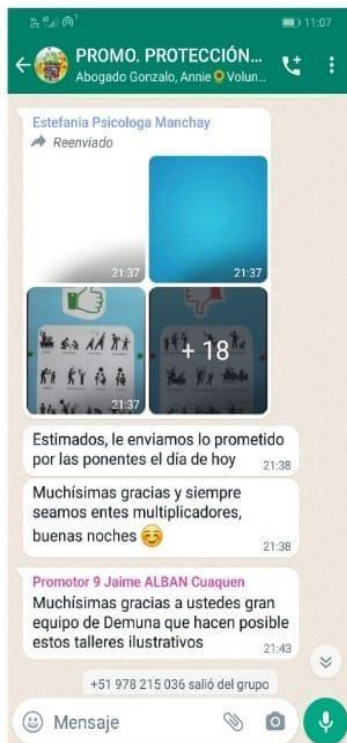 11:07
PROMO. PROTECCIÓN...
Abogado Gonzalo, Annie Volun...
Estefania Psicologa Manchay
Reenviado
21:37
21:37
21:37
+ 18
Estimados, le enviamos lo prometido
por las ponentes el día de hoy
21:38
Muchísimas gracias y siempre
seamos entes multiplicadores,
buenas noches
21:38
Promotor 9 Jaime ALBAN Cuaquen
Muchísimas gracias a ustedes gran
equipo de Demuna que hacen posible
estos talleres ilustrativos
21:43
+51 978 215 036 salió del grupo
Mensaje